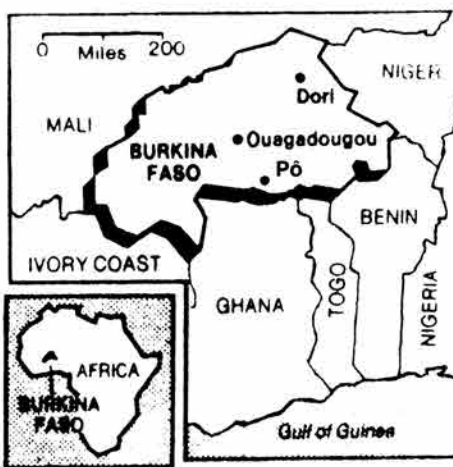 0 200
Miles
NIGER
Dori
MALI
Ouagadougou
BURKINA
FASO
Pô
BENIN
IVORY COAST
GHANA
TOGO
NIGERIA
AFRICA
BURKINA
FASO
Gulf of Guinea